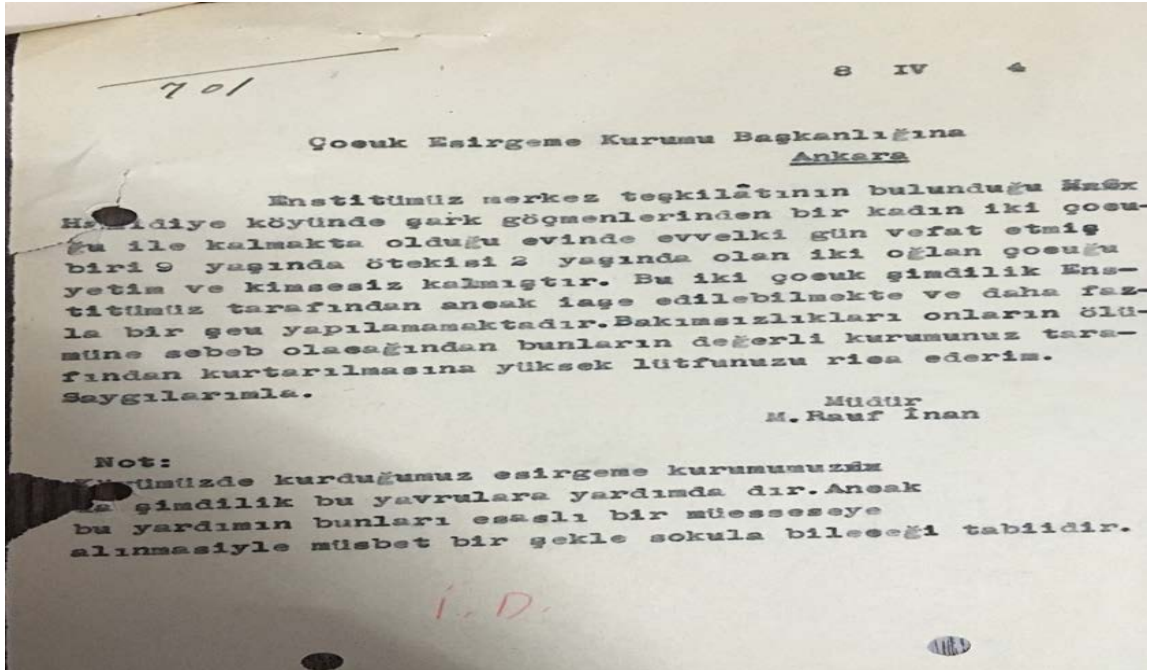 701
8 IV 4
Çocuk Esirgeme Kurumu Başkanlığına
Ankara
Enstitümüz merkez teşkilâtının bulunduğu
köyünde şark göçmenlerinden bir kadın iki çocu-
ğu ile kalmakta olduğu evinde evvelki gün vefat etmiş
biri 9 yaşında ötekisi 2 yaşında olan iki oğlan çocuğu
yetim ve kimsesiz kalmıştır. Bu iki çocuk şimdilik Ens-
titümüz tarafından ancak iaşe edilebilmekte ve daha faz-
la bir şeu yapılamamaktadır.Bakımsızlıkları onların ölü-
müne sebeb olacağından bunların değerli kurumunuz tara-
fından kurtarılmasına yüksek lütfunuzu rica ederim.
Saygılarımla.
Müdür
M.Rauf İnan
Not:
kurduğumuz esirgeme
şimdilik bu yavrulara yardımda dır.Ancak
bu yardımın bunları esaslı bir müesseseye
alınmasiyle müsbet bir şekle sokula bileceği tabiidir.
İ.D.